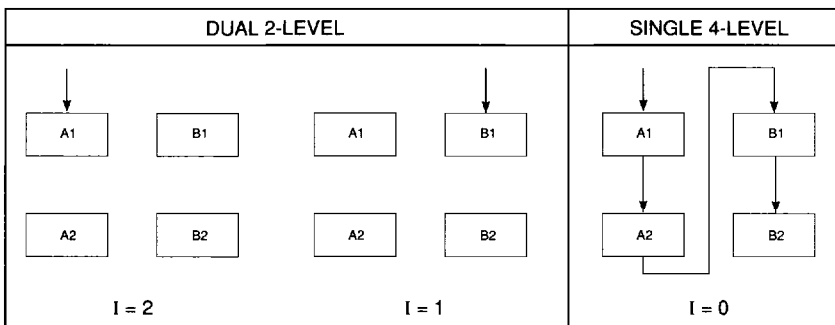 DUAL 2-LEVEL SINGLE 4-LEVEL
A1 B1 A1 B1 A1 B1
A2 B2 A2 B2 A2 B2
I = 2 I = 1 I = 0